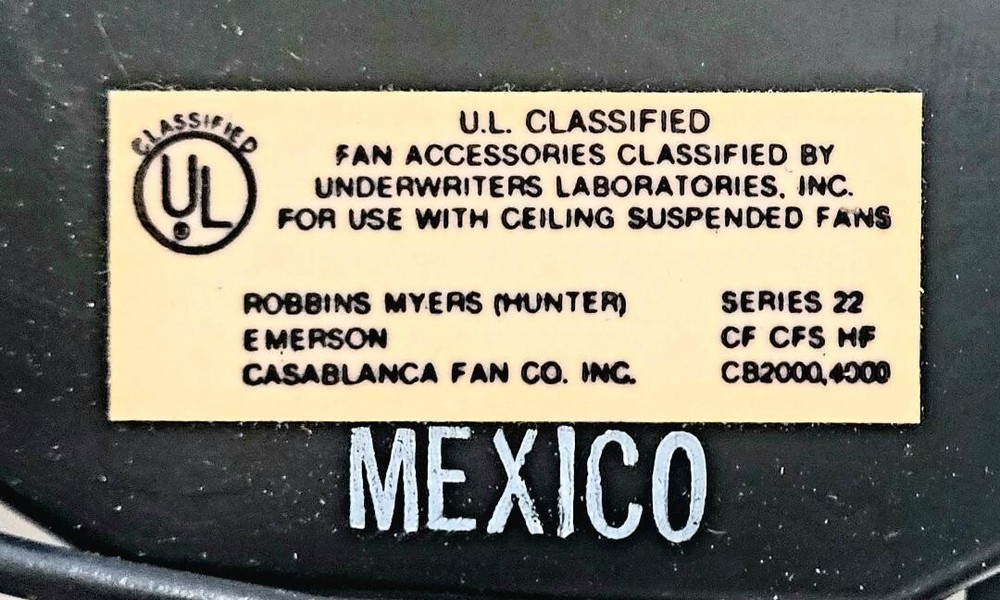 CLASSIFIED
UL
®
U.L. CLASSIFIED
FAN ACCESSORIES CLASSIFIED BY
UNDERWRITERS LABORATORIES, INC.
FOR USE WITH CEILING SUSPENDED FANS
ROBBINS MYERS (HUNTER) SERIES 22
EMERSON CF CFS HF
CASABLANCA FAN CO. INC. CB2000,4000
MEXICO